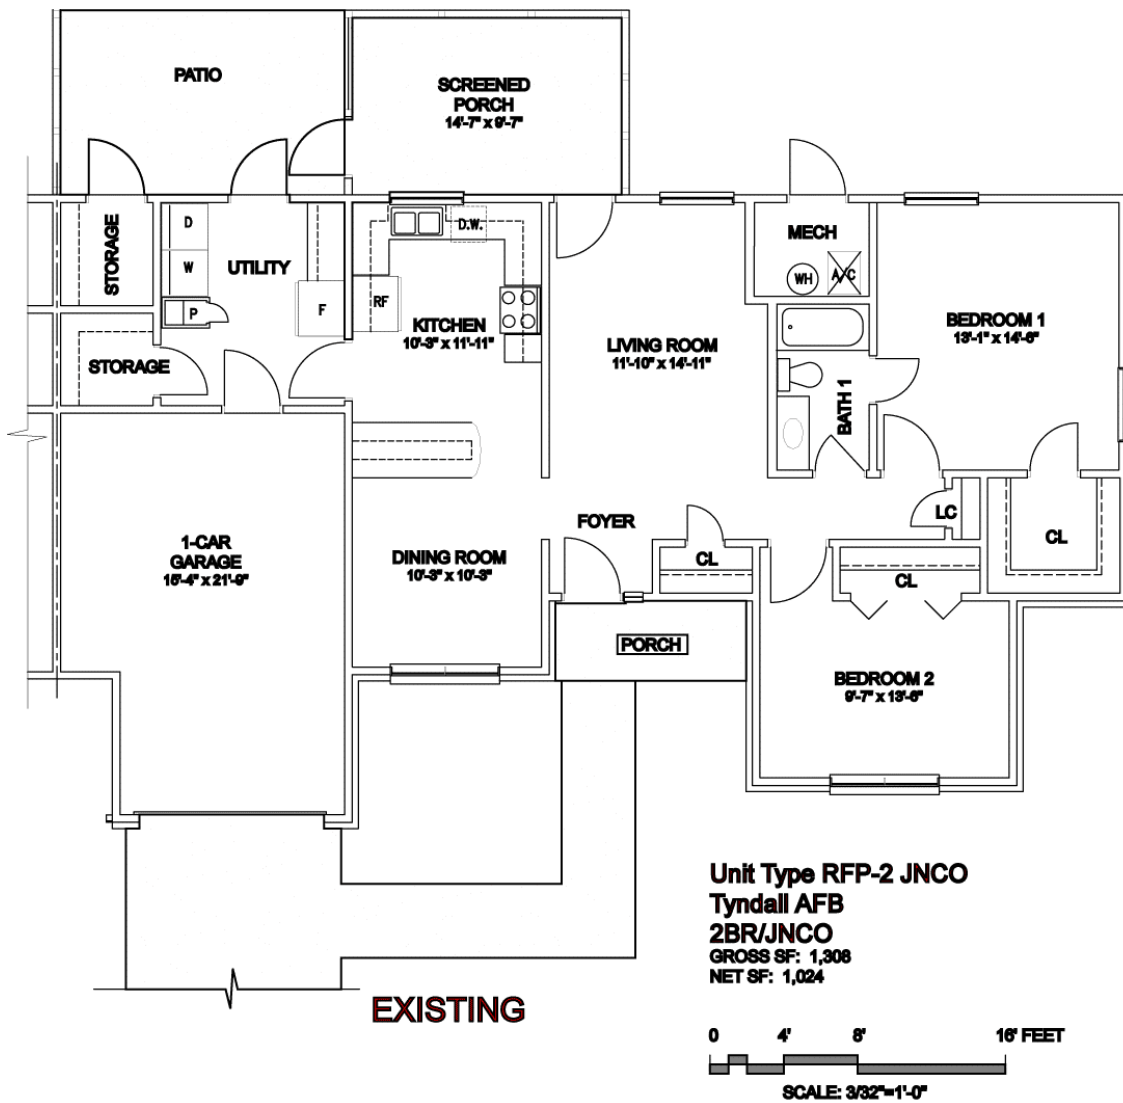 PATIO
SCREENED
PORCH
14'-7" x 9'-7"
STORAGE
D
W
P
UTILITY
F
STORAGE
D.W.
RF
KITCHEN
10'-3" x 11'-11"
LIVING ROOM
11'-10" x 14'-11"
MECH
WH
A/C
BATH 1
BEDROOM 1
13'-1" x 14'-6"
LC
CL
1-CAR
GARAGE
15'-4" x 21'-9"
DINING ROOM
10'-3" x 10'-3"
FOYER
CL
CL
PORCH
BEDROOM 2
9'-7" x 13'-6"
Unit Type RFP-2 JNCO
Tyndall AFB
2BR/JNCO
GROSS SF: 1,308
NET SF: 1,024
EXISTING
0 4' 8' 16' FEET
SCALE: 3/32"=1'-0"